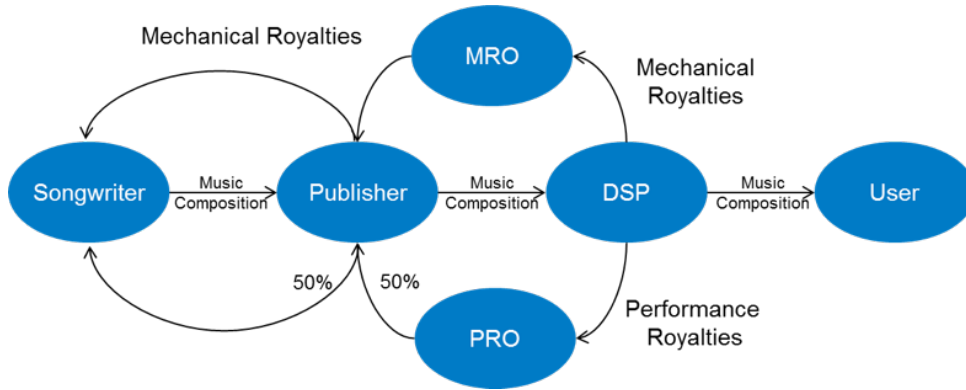 Mechanical Royalties
MRO
Mechanical
Royalties
Songwriter
Music
Composition
Publisher
Music
Composition
DSP
Music
Composition
User
50%
50%
PRO
Performance
Royalties